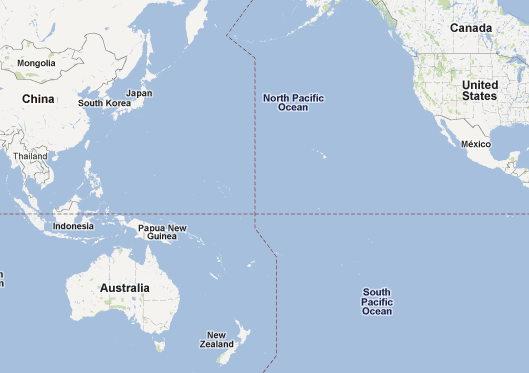 Canada
Mongolia
United
States
Japan
China
South Korea
North Pacific
Ocean
México
Thailand
Indonesia
Papua New
Guinea
Australia
South
Pacific
Ocean
New
Zealand